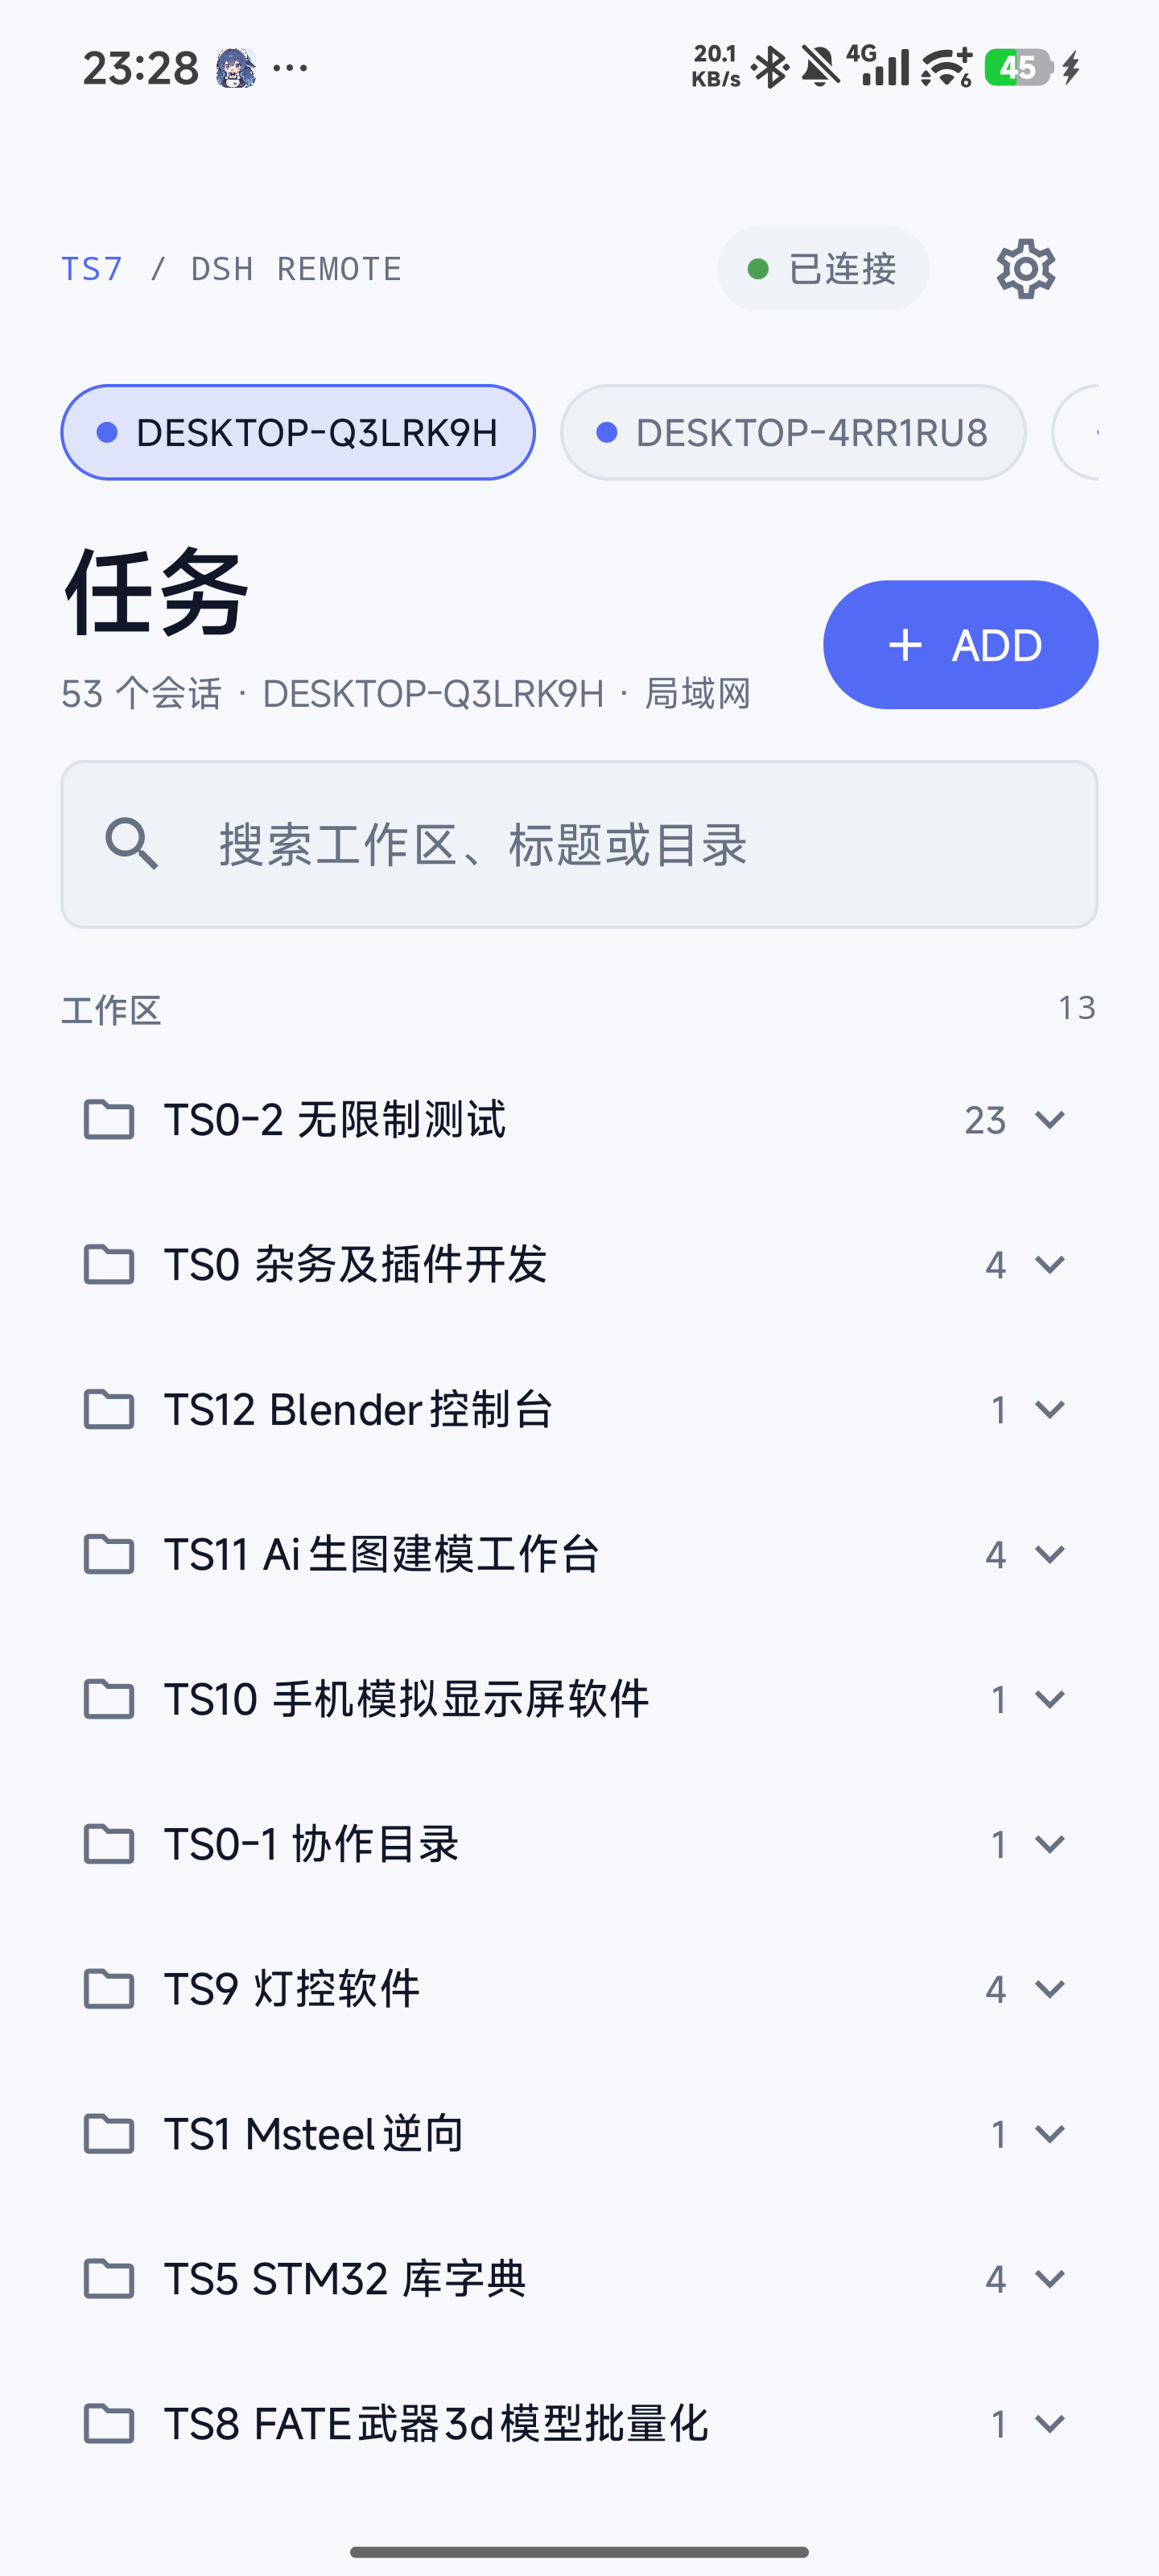 23:28 ··· 20.1 KB/s 4G 6 45
TS7 / DSH REMOTE 已连接
DESKTOP-Q3LRK9H DESKTOP-4RR1RU8
任务
+ ADD
53 个会话 · DESKTOP-Q3LRK9H · 局域网
搜索工作区、标题或目录
工作区 13
TS0-2 无限制测试 23
TS0 杂务及插件开发 4
TS12 Blender控制台 1
TS11 Ai生图建模工作台 4
TS10 手机模拟显示屏软件 1
TS0-1 协作目录 1
TS9 灯控软件 4
TS1 Msteel逆向 1
TS5 STM32 库字典 4
TS8 FATE武器3d模型批量化 1